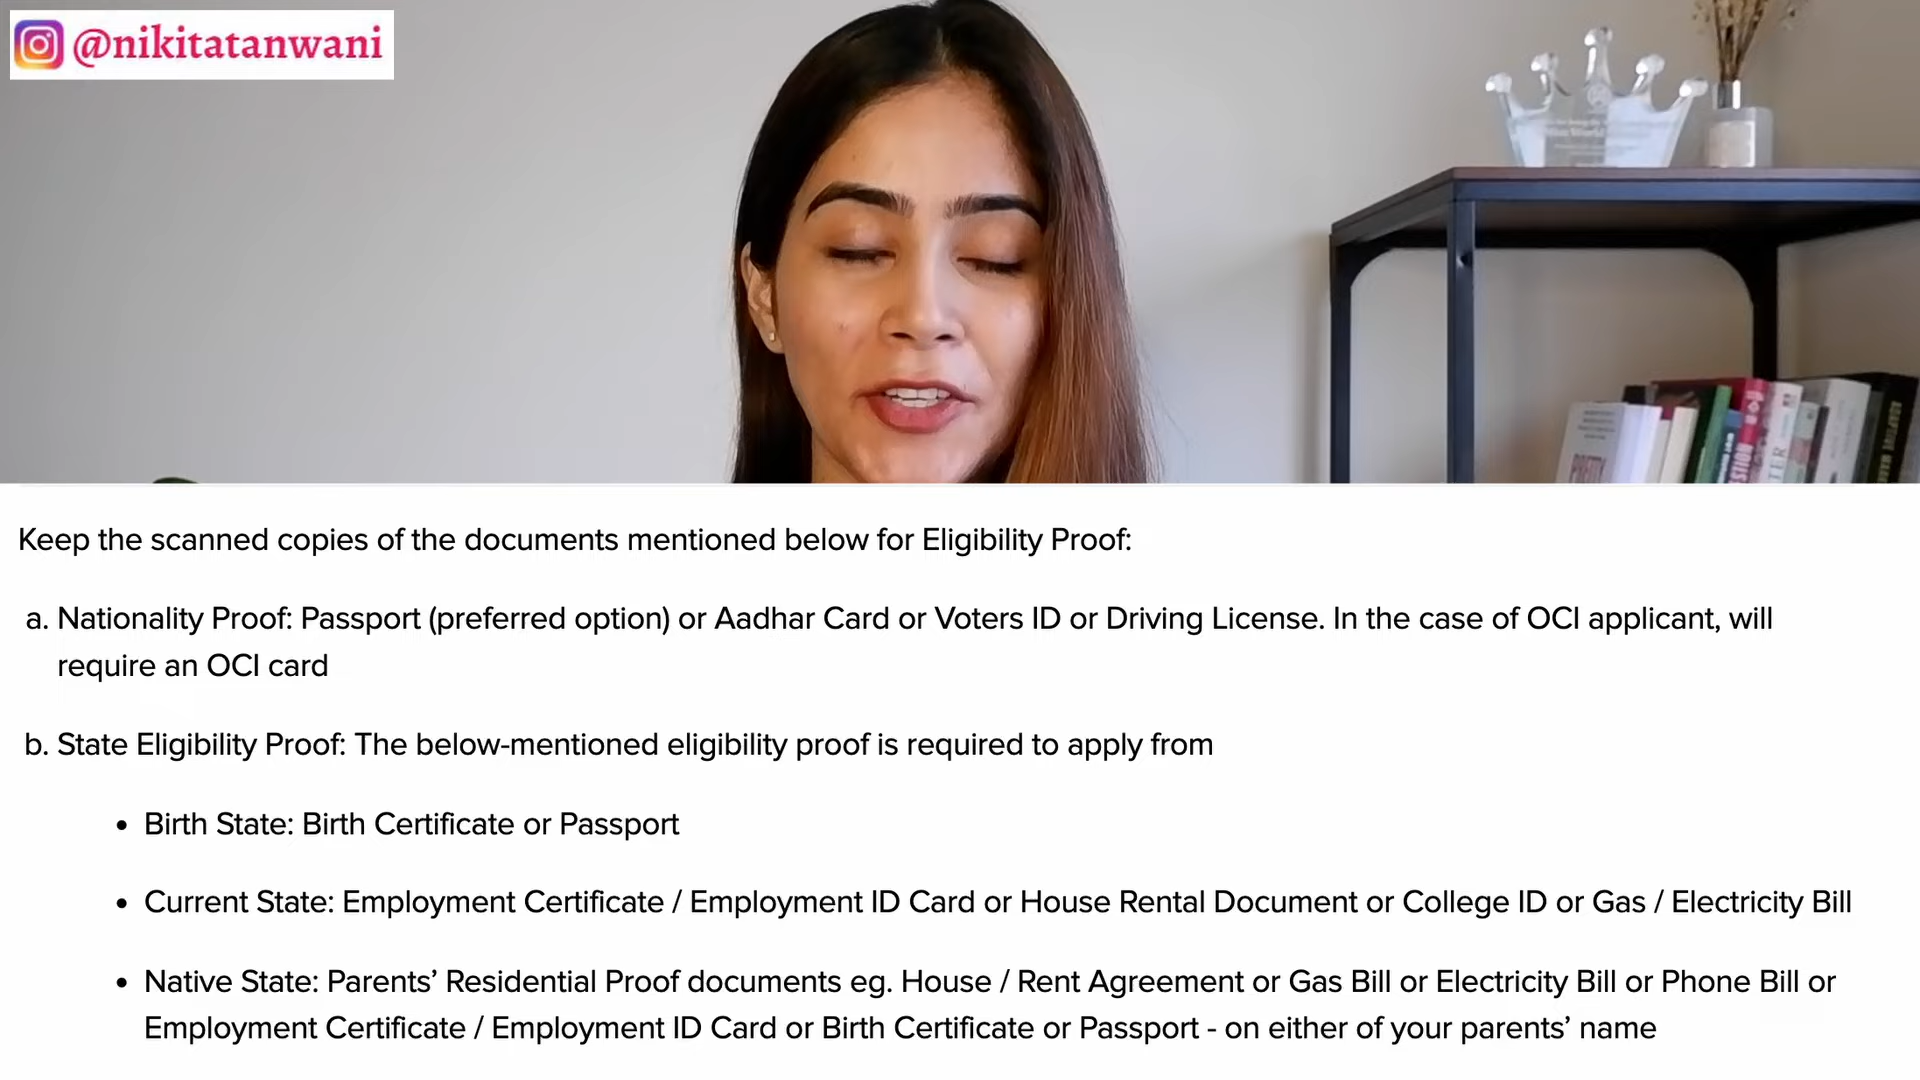 @nikitatanwani
Keep the scanned copies of the documents mentioned below for Eligibility Proof:
a. Nationality Proof: Passport (preferred option) or Aadhar Card or Voters ID or Driving License. In the case of OCI applicant, will
require an OCI card
b. State Eligibility Proof: The below-mentioned eligibility proof is required to apply from
• Birth State: Birth Certificate or Passport
• Current State: Employment Certificate / Employment ID Card or House Rental Document or College ID or Gas / Electricity Bill
• Native State: Parents’ Residential Proof documents eg. House / Rent Agreement or Gas Bill or Electricity Bill or Phone Bill or
Employment Certificate / Employment ID Card or Birth Certificate or Passport - on either of your parents’ name